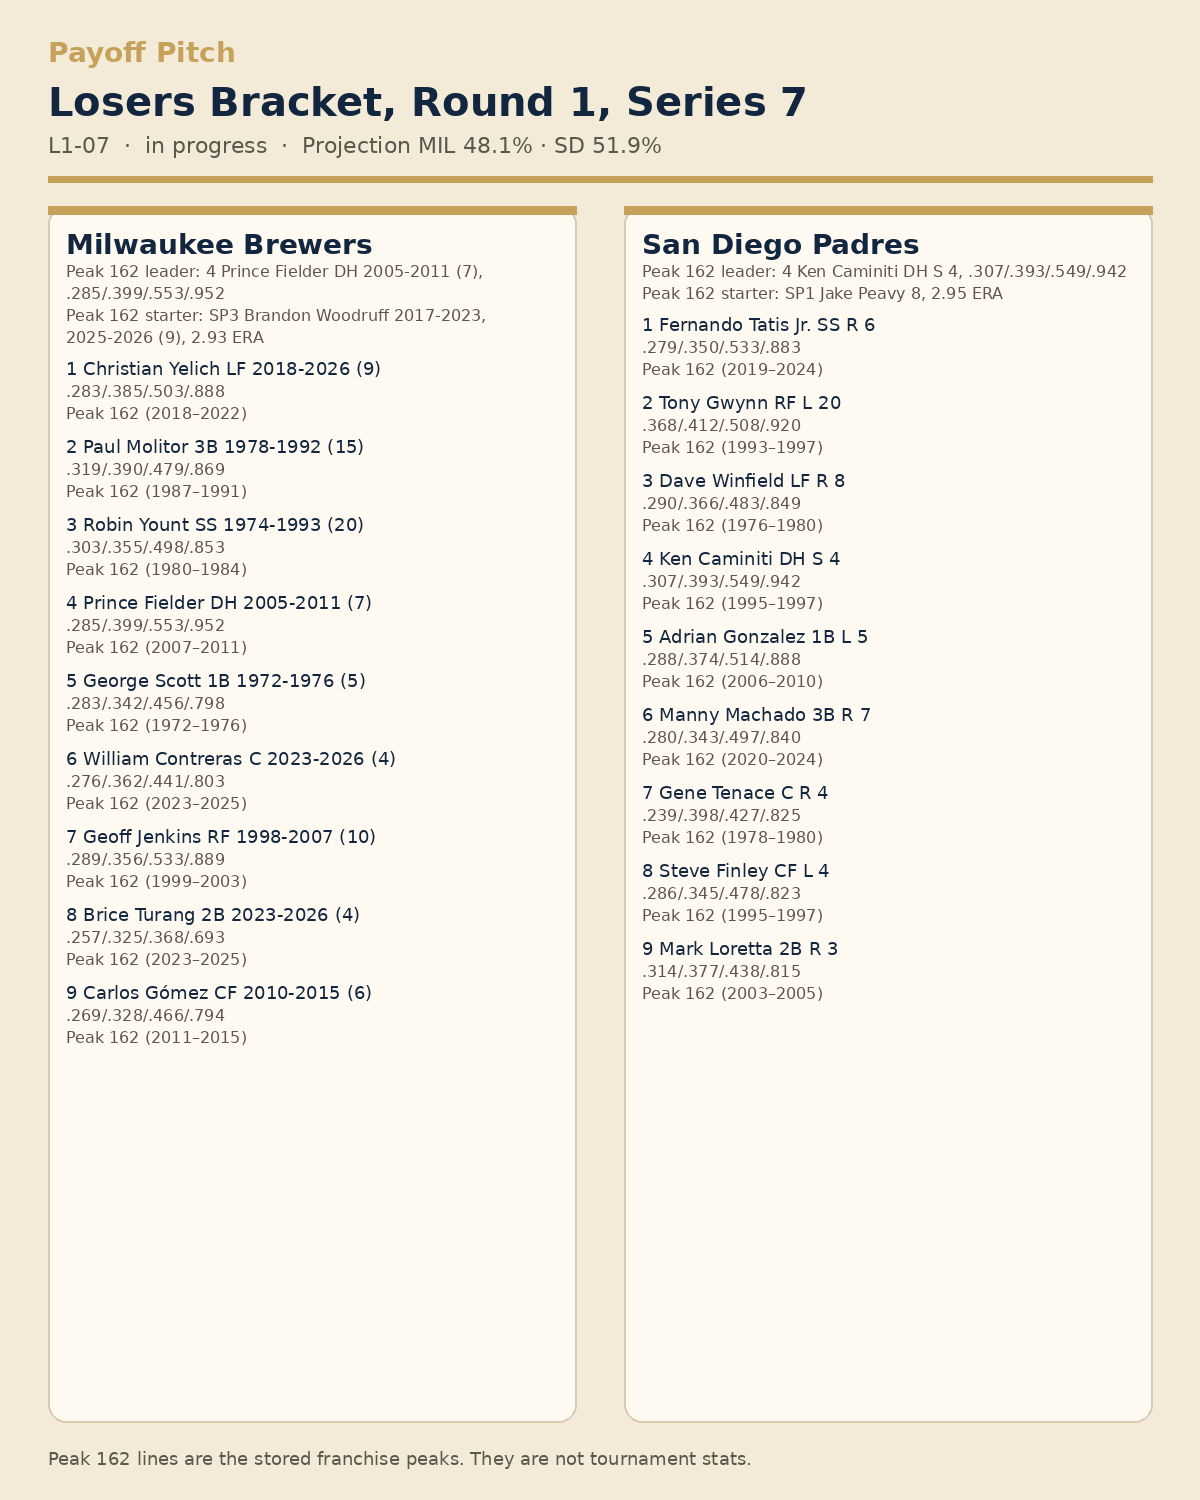 Payoff Pitch
Losers Bracket, Round 1, Series 7
L1-07 · in progress · Projection MIL 48.1% · SD 51.9%
Milwaukee Brewers
Peak 162 leader: 4 Prince Fielder DH 2005-2011 (7),
.285/.399/.553/.952
Peak 162 starter: SP3 Brandon Woodruff 2017-2023,
2025-2026 (9), 2.93 ERA
1 Christian Yelich LF 2018-2026 (9)
.283/.385/.503/.888
Peak 162 (2018–2022)
2 Paul Molitor 3B 1978-1992 (15)
.319/.390/.479/.869
Peak 162 (1987–1991)
3 Robin Yount SS 1974-1993 (20)
.303/.355/.498/.853
Peak 162 (1980–1984)
4 Prince Fielder DH 2005-2011 (7)
.285/.399/.553/.952
Peak 162 (2007–2011)
5 George Scott 1B 1972-1976 (5)
.283/.342/.456/.798
Peak 162 (1972–1976)
6 William Contreras C 2023-2026 (4)
.276/.362/.441/.803
Peak 162 (2023–2025)
7 Geoff Jenkins RF 1998-2007 (10)
.289/.356/.533/.889
Peak 162 (1999–2003)
8 Brice Turang 2B 2023-2026 (4)
.257/.325/.368/.693
Peak 162 (2023–2025)
9 Carlos Gómez CF 2010-2015 (6)
.269/.328/.466/.794
Peak 162 (2011–2015)
San Diego Padres
Peak 162 leader: 4 Ken Caminiti DH S 4, .307/.393/.549/.942
Peak 162 starter: SP1 Jake Peavy 8, 2.95 ERA
1 Fernando Tatis Jr. SS R 6
.279/.350/.533/.883
Peak 162 (2019–2024)
2 Tony Gwynn RF L 20
.368/.412/.508/.920
Peak 162 (1993–1997)
3 Dave Winfield LF R 8
.290/.366/.483/.849
Peak 162 (1976–1980)
4 Ken Caminiti DH S 4
.307/.393/.549/.942
Peak 162 (1995–1997)
5 Adrian Gonzalez 1B L 5
.288/.374/.514/.888
Peak 162 (2006–2010)
6 Manny Machado 3B R 7
.280/.343/.497/.840
Peak 162 (2020–2024)
7 Gene Tenace C R 4
.239/.398/.427/.825
Peak 162 (1978–1980)
8 Steve Finley CF L 4
.286/.345/.478/.823
Peak 162 (1995–1997)
9 Mark Loretta 2B R 3
.314/.377/.438/.815
Peak 162 (2003–2005)
Peak 162 lines are the stored franchise peaks. They are not tournament stats.